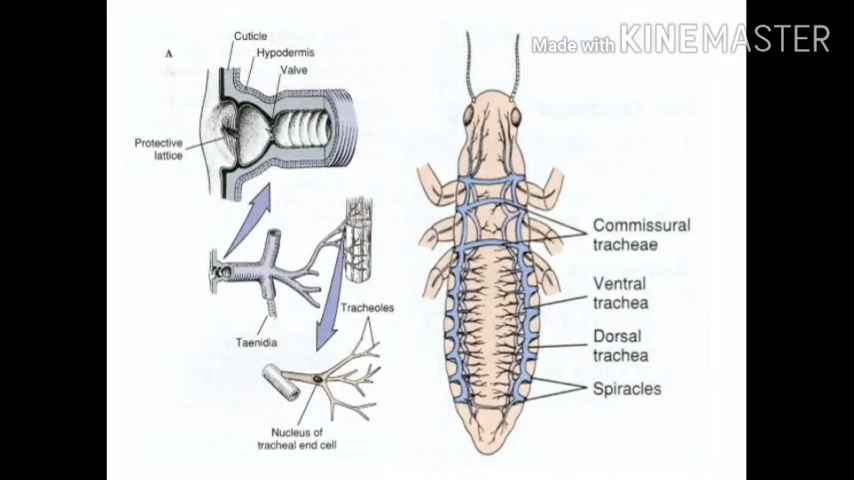 Made with KINEMASTER
A
Cuticle
Hypodermis
Valve
Protective
lattice
Taenidia
Tracheoles
Nucleus of
tracheal end cell
Commissural
tracheae
Ventral
trachea
Dorsal
trachea
Spiracles